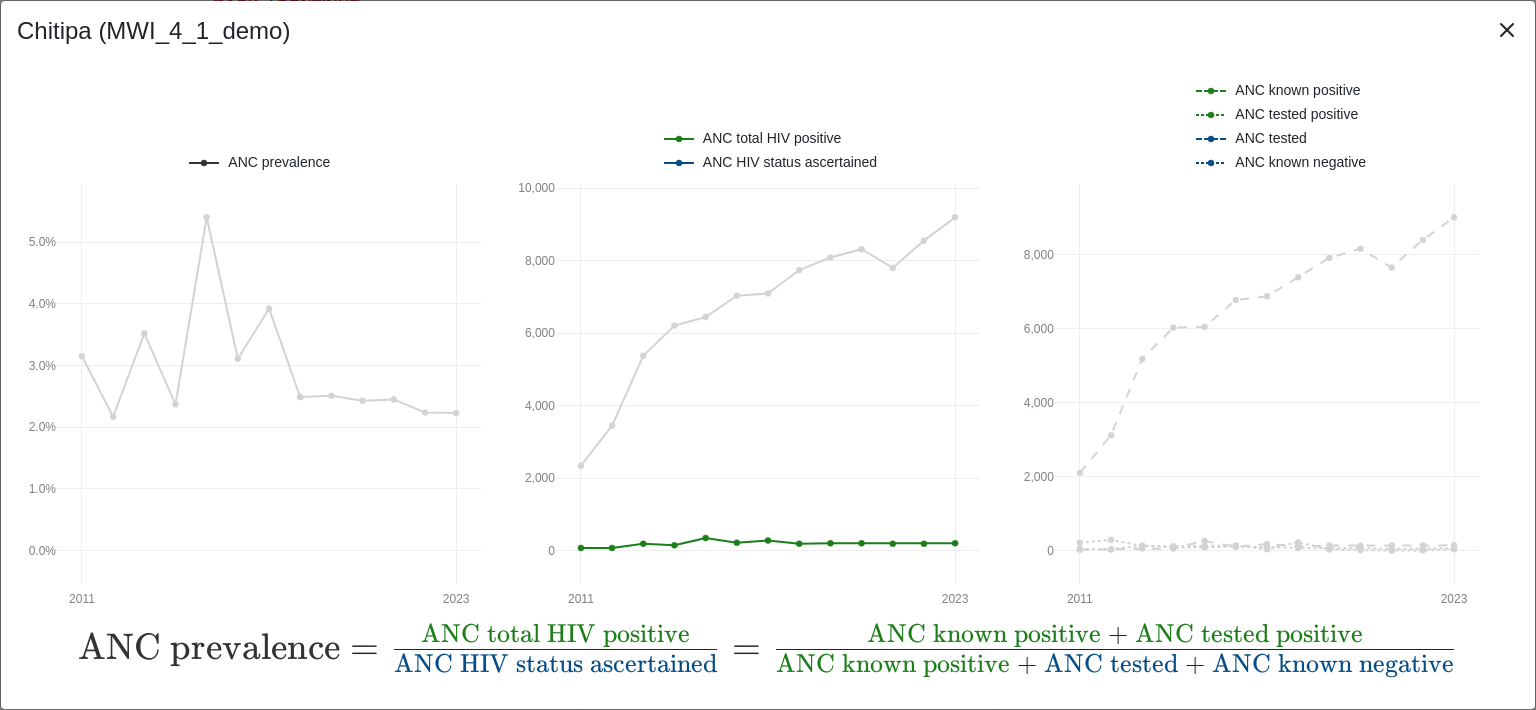 Chitipa (MWI_4_1_demo)
ANC prevalence
5.0%
4.0%
3.0%
2.0%
1.0%
0.0%
2011
2023
ANC total HIV positive
ANC HIV status ascertained
10,000
8,000
6,000
4,000
2,000
0
2011
2023
ANC known positive
ANC tested positive
ANC tested
ANC known negative
8,000
6,000
4,000
2,000
0
2011
2023
ANC prevalence = ANC total HIV positive / ANC HIV status ascertained = ANC known positive + ANC tested positive / ANC known positive + ANC tested + ANC known negative